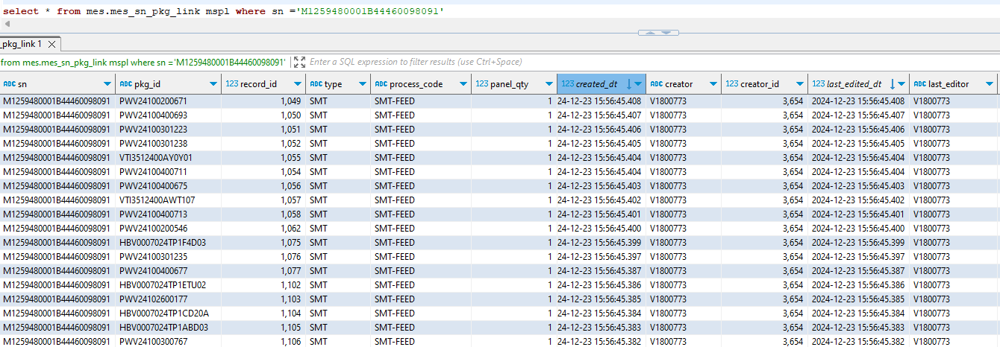 select * from mes.mes_sn_pkg_link mspl where sn ='M1259480001B44460098091'
_pkg_link 1
from mes.mes_sn_pkg_link mspl where sn ='M1259480001B44460098091' Enter a SQL expression to filter results (use Ctrl+Space)
ABC sn ABC pkg_id 123 record_id ABC type ABC process_code 123 panel_qty 123 created_dt ABC creator 123 creator_id 123 last_edited_dt ABC last_editor
M1259480001B44460098091 PWV24100200671 1,049 SMT SMT-FEED 1 24-12-23 15:56:45.408 V1800773 3,654 2024-12-23 15:56:45.408 V1800773
M1259480001B44460098091 PWV24100400693 1,050 SMT SMT-FEED 1 24-12-23 15:56:45.407 V1800773 3,654 2024-12-23 15:56:45.407 V1800773
M1259480001B44460098091 PWV24100301223 1,051 SMT SMT-FEED 1 24-12-23 15:56:45.406 V1800773 3,654 2024-12-23 15:56:45.406 V1800773
M1259480001B44460098091 PWV24100301238 1,052 SMT SMT-FEED 1 24-12-23 15:56:45.405 V1800773 3,654 2024-12-23 15:56:45.405 V1800773
M1259480001B44460098091 VTI3512400AY0Y01 1,055 SMT SMT-FEED 1 24-12-23 15:56:45.404 V1800773 3,654 2024-12-23 15:56:45.404 V1800773
M1259480001B44460098091 PWV24100400711 1,054 SMT SMT-FEED 1 24-12-23 15:56:45.404 V1800773 3,654 2024-12-23 15:56:45.404 V1800773
M1259480001B44460098091 PWV24100400675 1,056 SMT SMT-FEED 1 24-12-23 15:56:45.403 V1800773 3,654 2024-12-23 15:56:45.403 V1800773
M1259480001B44460098091 VTI3512400AWT107 1,057 SMT SMT-FEED 1 24-12-23 15:56:45.402 V1800773 3,654 2024-12-23 15:56:45.402 V1800773
M1259480001B44460098091 PWV24100400713 1,058 SMT SMT-FEED 1 24-12-23 15:56:45.401 V1800773 3,654 2024-12-23 15:56:45.401 V1800773
M1259480001B44460098091 PWV24100200546 1,062 SMT SMT-FEED 1 24-12-23 15:56:45.400 V1800773 3,654 2024-12-23 15:56:45.400 V1800773
M1259480001B44460098091 HBV0007024TP1F4D03 1,075 SMT SMT-FEED 1 24-12-23 15:56:45.399 V1800773 3,654 2024-12-23 15:56:45.399 V1800773
M1259480001B44460098091 PWV24100301235 1,076 SMT SMT-FEED 1 24-12-23 15:56:45.397 V1800773 3,654 2024-12-23 15:56:45.397 V1800773
M1259480001B44460098091 PWV24100400677 1,077 SMT SMT-FEED 1 24-12-23 15:56:45.387 V1800773 3,654 2024-12-23 15:56:45.387 V1800773
M1259480001B44460098091 HBV0007024TP1ETU02 1,102 SMT SMT-FEED 1 24-12-23 15:56:45.386 V1800773 3,654 2024-12-23 15:56:45.386 V1800773
M1259480001B44460098091 PWV24102600177 1,103 SMT SMT-FEED 1 24-12-23 15:56:45.385 V1800773 3,654 2024-12-23 15:56:45.385 V1800773
M1259480001B44460098091 HBV0007024TP1CD20A 1,104 SMT SMT-FEED 1 24-12-23 15:56:45.384 V1800773 3,654 2024-12-23 15:56:45.384 V1800773
M1259480001B44460098091 HBV0007024TP1ABD03 1,105 SMT SMT-FEED 1 24-12-23 15:56:45.383 V1800773 3,654 2024-12-23 15:56:45.383 V1800773
M1259480001B44460098091 PWV24100300767 1,106 SMT SMT-FEED 1 24-12-23 15:56:45.382 V1800773 3,654 2024-12-23 15:56:45.382 V1800773